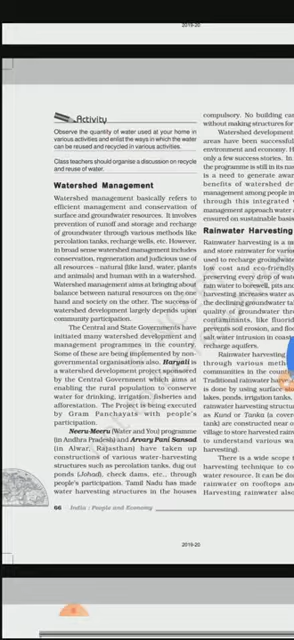 2019-20
Activity
Observe the quantity of water used at your home in
various activities and enlist the ways in which the water
can be reused and recycled in various activities.
Class teachers should organise a discussion on recycle
and reuse of water.
Watershed Management
Watershed management basically refers to
efficient management and conservation of
surface and groundwater resources. It involves
prevention of runoff and storage and recharge
of groundwater through various methods like
percolation tanks, recharge wells, etc. However,
in broad sense watershed management includes
conservation, regeneration and judicious use of
all resources – natural (like land, water, plants
and animals) and human with in a watershed.
Watershed management aims at bringing about
balance between natural resources on the one
hand and society on the other. The success of
watershed development largely depends upon
community participation.
The Central and State Governments have
initiated many watershed development and
management programmes in the country.
Some of these are being implemented by non-
governmental organisations also. Haryali is
a watershed development project sponsored
by the Central Government which aims at
enabling the rural population to conserve
water for drinking, irrigation, fisheries and
afforestation. The Project is being executed
by Gram Panchayats with people's
participation.
Neeru-Meeru (Water and You) programme
(in Andhra Pradesh) and Arvary Pani Sansad
(in Alwar, Rajasthan) have taken up
constructions of various water-harvesting
structures such as percolation tanks, dug out
ponds (Johad), check dams, etc., through
people's participation. Tamil Nadu has made
water harvesting structures in the houses
66 India : People and Economy
compulsory. No building ca
without making structures for
Watershed development
areas have been successful
environment and economy. H
only a few success stories. In
the programme is still in its na
is a need to generate awar
benefits of watershed de
management among people in
through this integrated
management approach water
ensured on sustainable basis
Rainwater Harvesting
Rainwater harvesting is a m
and store rainwater for vario
used to recharge groundwate
low cost and eco-friendly
preserving every drop of wate
rain water to borewell, pits and
harvesting increases water av
the declining groundwater ta
quality of groundwater thro
contaminants, like fluorid
prevents soil erosion, and floo
salt water intrusion in coasta
recharge aquifers.
Rainwater harvesting
through various metho
communities in the count
Traditional rainwater harve
is done by using surface sto
lakes, ponds, irrigation tanks,
rainwater harvesting structu
as Kund or Tanka (a covere
tank) are constructed near o
village to store harvested rain
to understand various wa
harvesting).
There is a wide scope t
harvesting technique to co
water resource. It can be do
rainwater on rooftops and
Harvesting rainwater also
2019-20